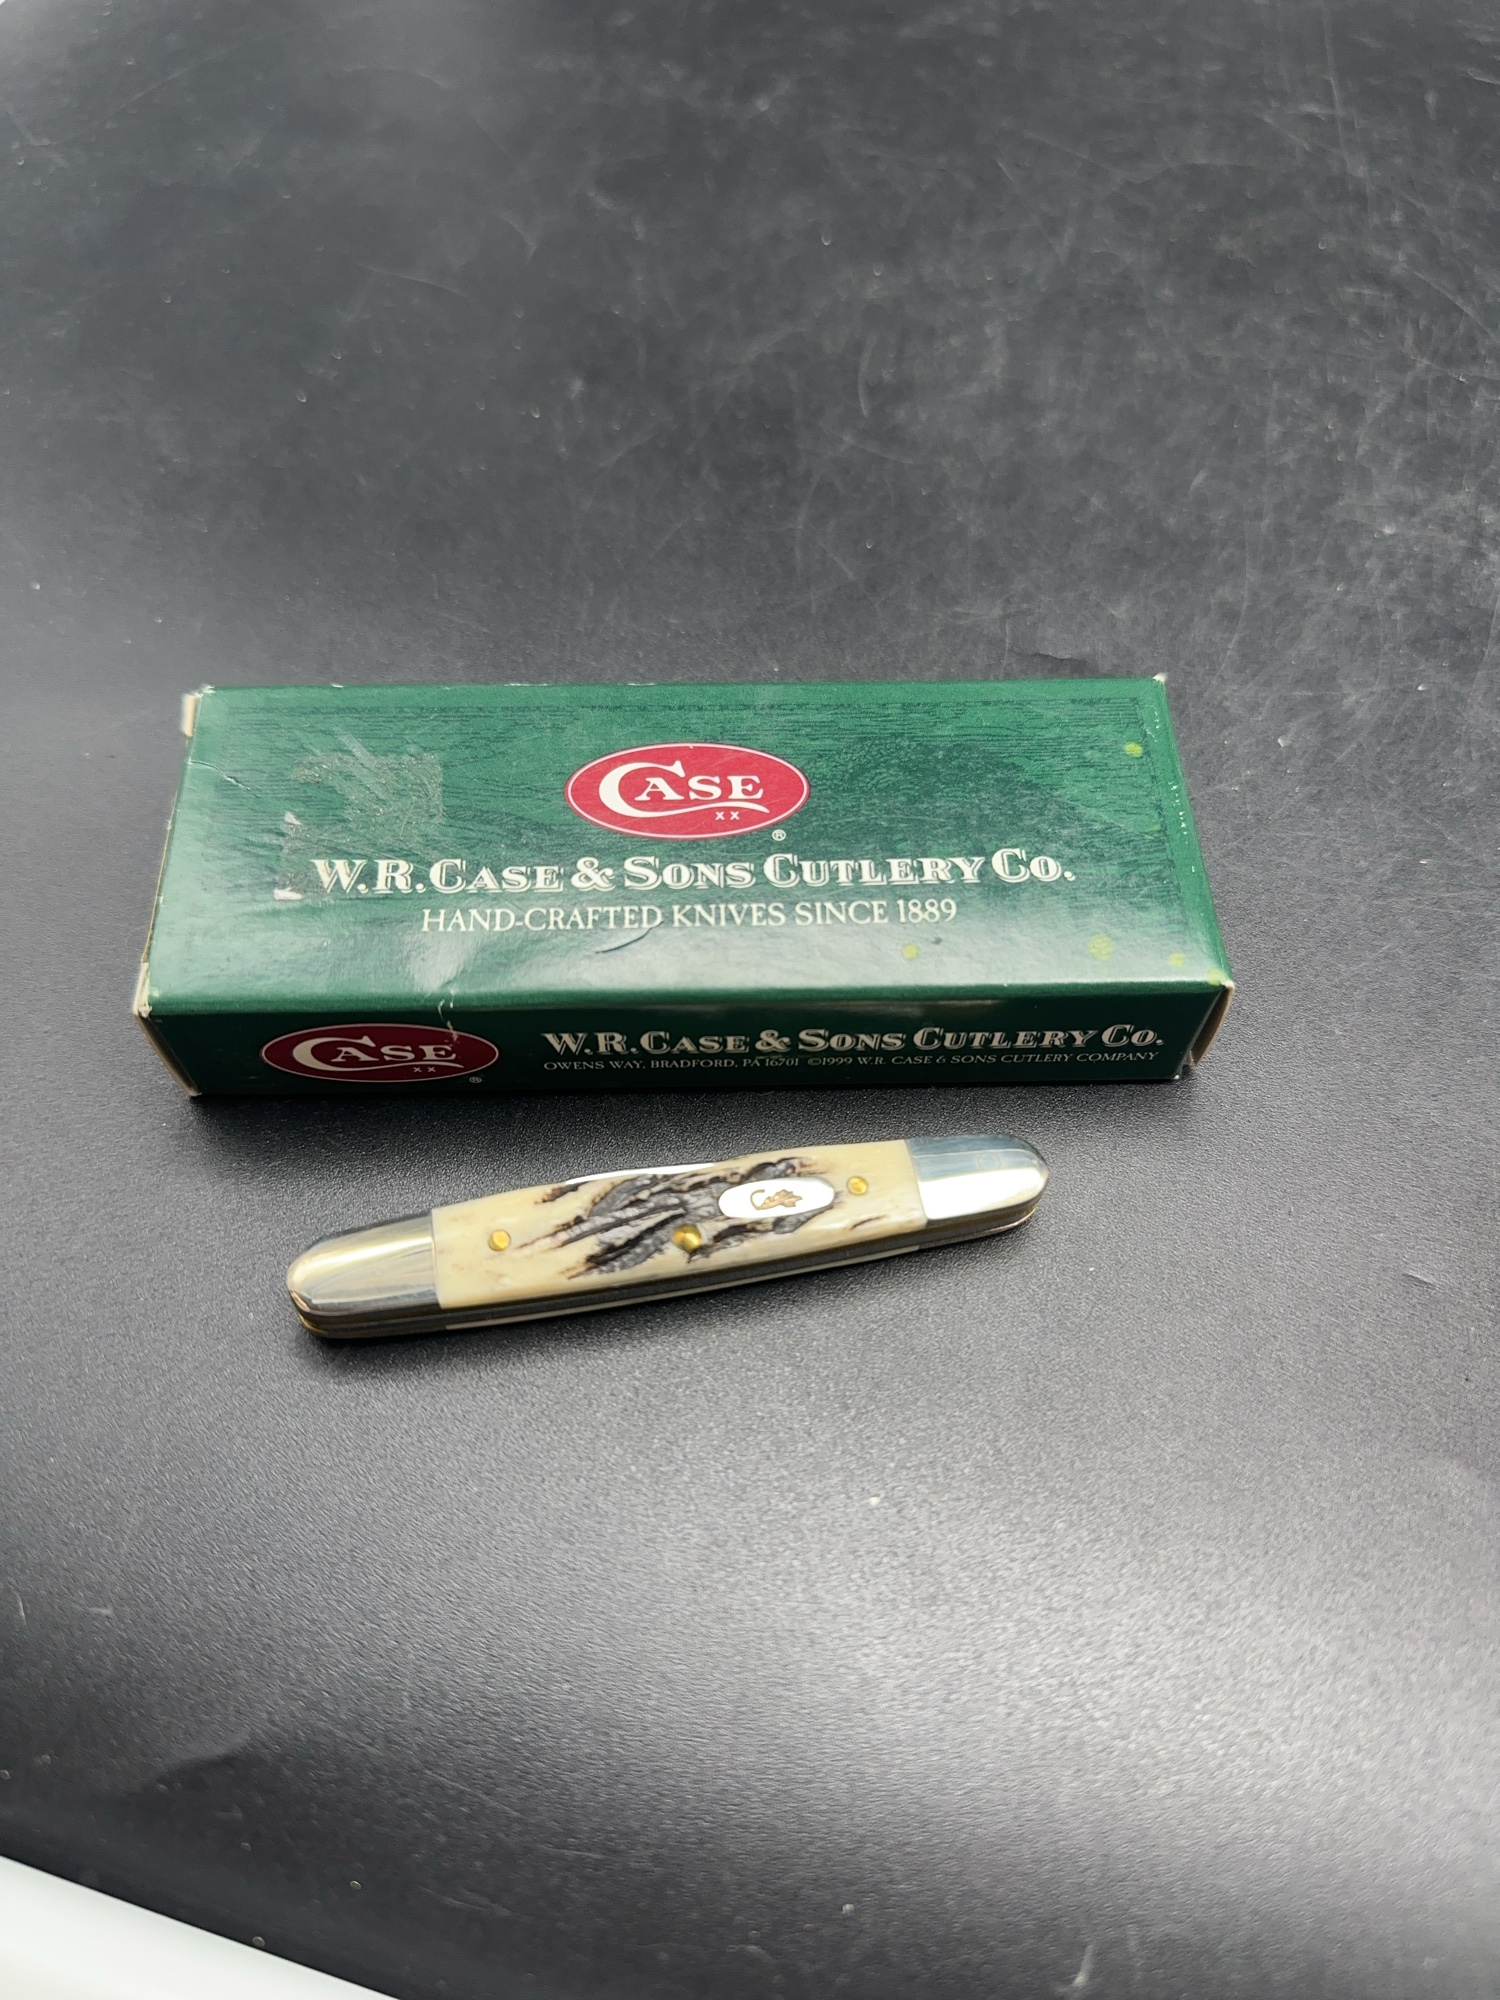 CASE
XX
®
W.R. CASE & SONS CUTLERY CO.
HAND-CRAFTED KNIVES SINCE 1889
CASE
XX
®
W.R. CASE & SONS CUTLERY CO.
OWENS WAY, BRADFORD, PA 16701 ©1999 W.R. CASE & SONS CUTLERY COMPANY